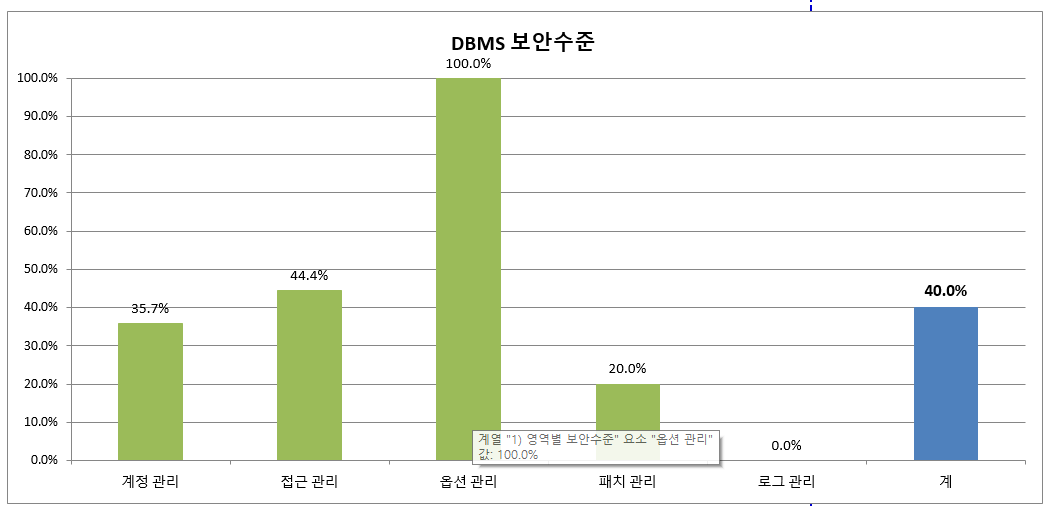 DBMS 보안수준
100.0%
90.0%
80.0%
70.0%
60.0%
50.0%
40.0%
30.0%
20.0%
10.0%
0.0%
35.7%
44.4%
100.0%
20.0%
0.0%
40.0%
계열 "1) 영역별 보안수준" 요소 "옵션 관리"
값: 100.0%
계정 관리
접근 관리
옵션 관리
패치 관리
로그 관리
계